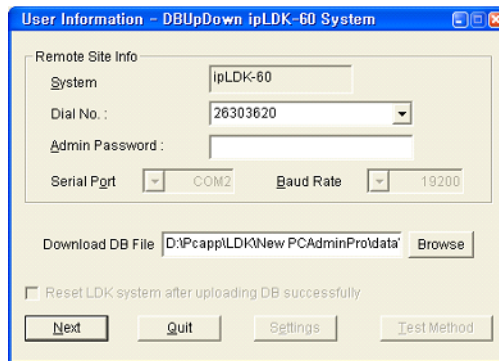 User Information - DBUpDown ipLDK-60 System
Remote Site Info
System ipLDK-60
Dial No. : 26303620
Admin Password :
Serial Port COM2 Baud Rate 19200
Download DB File D:\Pcapp\LDK\New PCAdminPro\data\ Browse
Reset LDK system after uploading DB successfully
Next Quit Settings Test Method